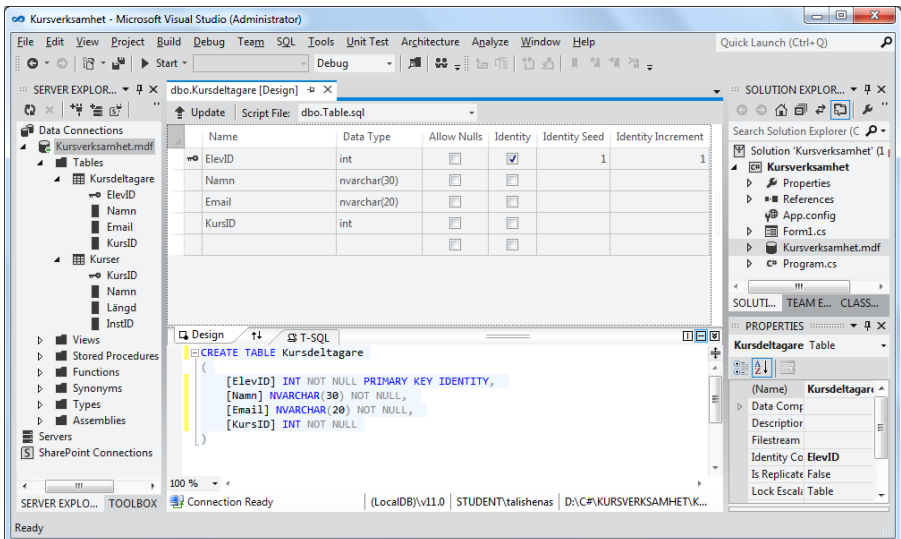 Kursverksamhet - Microsoft Visual Studio (Administrator)
File Edit View Project Build Debug Team SQL Tools Unit Test Architecture Analyze Window Help
Quick Launch (Ctrl+Q)
Start
Debug
SERVER EXPLOR...
Data Connections
Kursverksamhet.mdf
Tables
Kursdeltagare
ElevID
Namn
Email
KursID
Kurser
KursID
Namn
Längd
InstID
Views
Stored Procedures
Functions
Synonyms
Types
Assemblies
Servers
SharePoint Connections
SERVER EXPLO... TOOLBOX
dbo.Kursdeltagare [Design]
Update Script File: dbo.Table.sql
Name Data Type Allow Nulls Identity Identity Seed Identity Increment
ElevID int 1 1
Namn nvarchar(30)
Email nvarchar(20)
KursID int
Design T-SQL
CREATE TABLE Kursdeltagare
(
[ElevID] INT NOT NULL PRIMARY KEY IDENTITY,
[Namn] NVARCHAR(30) NOT NULL,
[Email] NVARCHAR(20) NOT NULL,
[KursID] INT NOT NULL
)
100 %
Connection Ready (LocalDB)\v11.0 STUDENT\talishenas D:\C#\KURSVERKSAMHET\K...
SOLUTION EXPLOR...
Search Solution Explorer (C
Solution 'Kursverksamhet' (1
Kursverksamhet
Properties
References
App.config
Form1.cs
Kursverksamhet.mdf
C# Program.cs
SOLUTI... TEAM E... CLASS...
PROPERTIES
Kursdeltagare Table
(Name) Kursdeltagare
Data Comp
Description
Filestream
Identity Co ElevID
Is Replicate False
Lock Escala Table
Ready